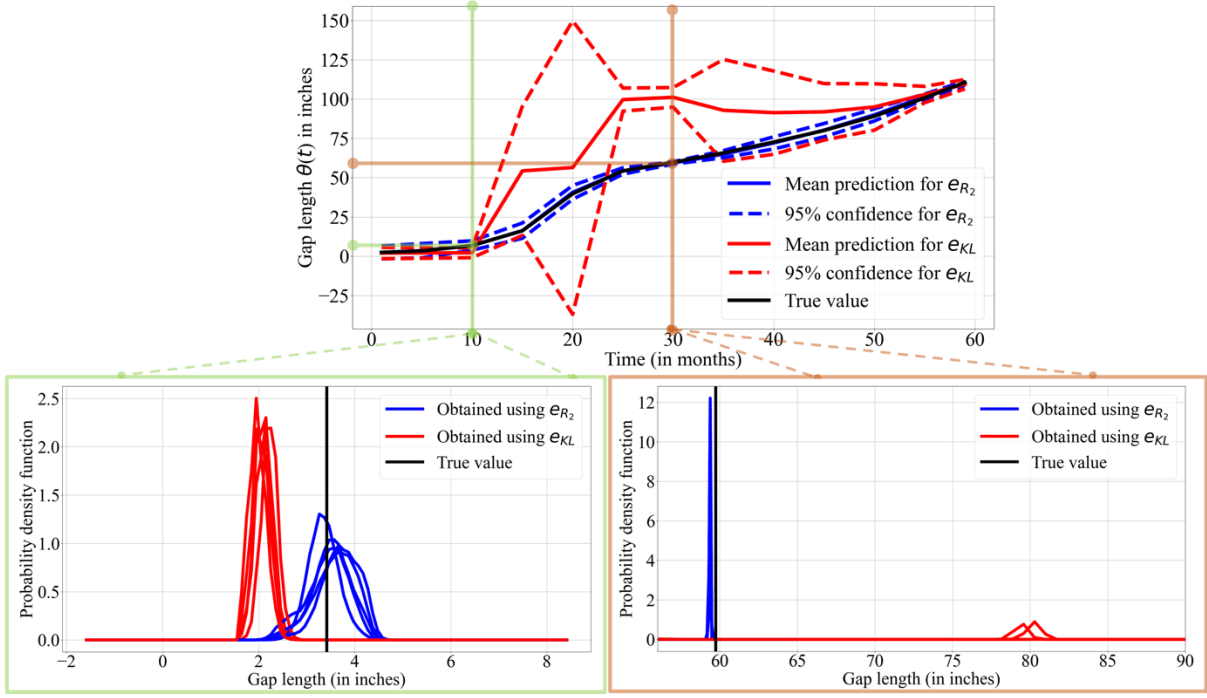 150
125
100
75
50
25
0
−25
Gap length θ(t) in inches
Mean prediction for e_{R_2}
95% confidence for e_{R_2}
Mean prediction for e_{KL}
95% confidence for e_{KL}
True value
0 10 20 30 40 50 60
Time (in months)
2.5
2.0
1.5
1.0
0.5
0.0
Probability density function
Obtained using e_{R_2}
Obtained using e_{KL}
True value
−2 0 2 4 6 8
Gap length (in inches)
12
10
8
6
4
2
0
Probability density function
Obtained using e_{R_2}
Obtained using e_{KL}
True value
60 65 70 75 80 85 90
Gap length (in inches)